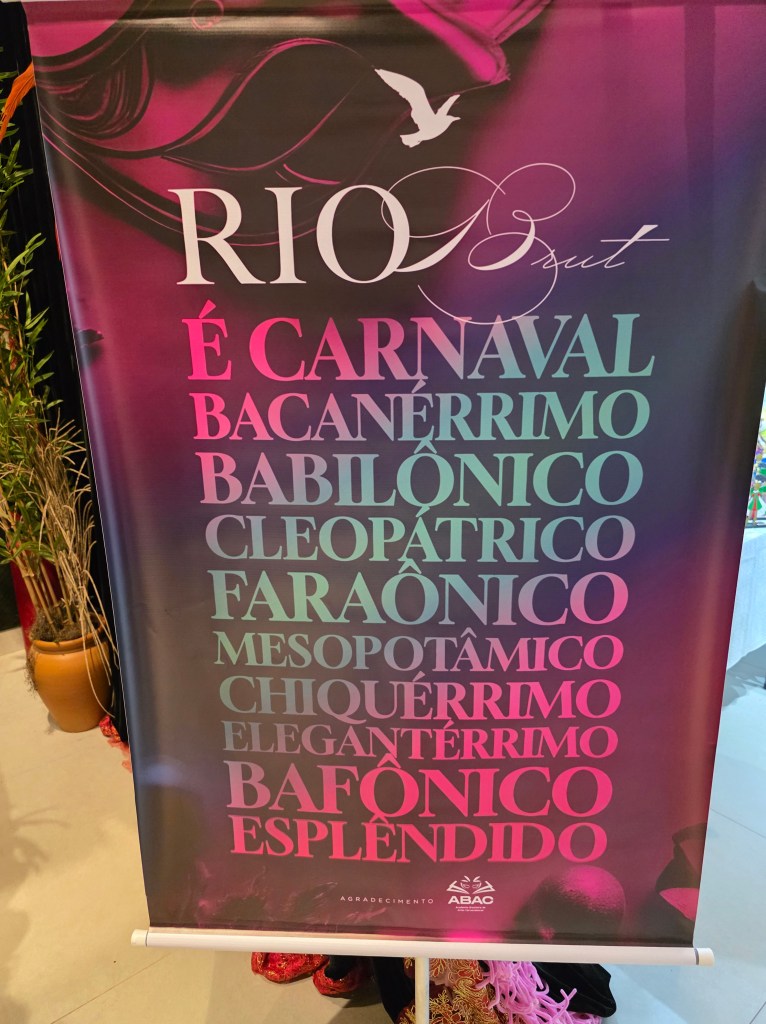 RIO Brut
É CARNAVAL
BACANÉRRIMO
BABILÔNICO
CLEOPÁTRICO
FARAÔNICO
MESOPOTÂMICO
CHIQUÉRRIMO
ELEGANTÉRRIMO
BAFÔNICO
ESPLÊNDIDO
AGRADECIMENTO
ABAC